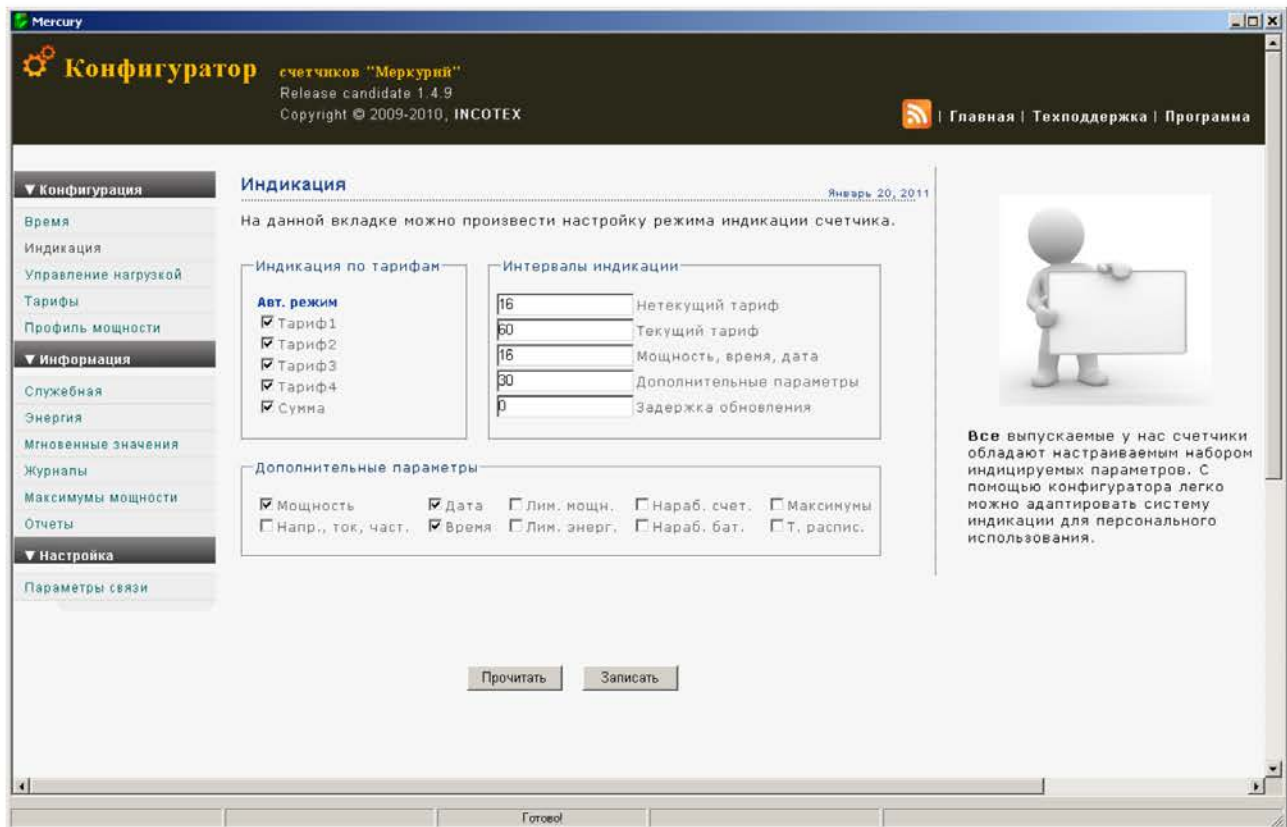 Mercury
Конфигуратор счетчиков "Меркурий"
Release candidate 1.4.9
Copyright © 2009-2010, INCOTEX
| Главная | Техподдержка | Программа
▼ Конфигурация
Время
Индикация
Управление нагрузкой
Тарифы
Профиль мощности
▼ Информация
Служебная
Энергия
Мгновенные значения
Журналы
Максимумы мощности
Отчеты
▼ Настройка
Параметры связи
Индикация
Январь 20, 2011
На данной вкладке можно произвести настройку режима индикации счетчика.
Индикация по тарифам
Авт. режим
Тариф1
Тариф2
Тариф3
Тариф4
Сумма
Интервалы индикации
16 Нетекущий тариф
60 Текущий тариф
16 Мощность, время, дата
30 Дополнительные параметры
0 Задержка обновления
Дополнительные параметры
Мощность Дата Лим. мощн. Нараб. счет. Максимумы
Напр., ток, част. Время Лим. энерг. Нараб. бат. Т. распис.
Прочитать Записать
Все выпускаемые у нас счетчики
обладают настраиваемым набором
индицируемых параметров. С
помощью конфигуратора легко
можно адаптировать систему
индикации для персонального
использования.
Готово!